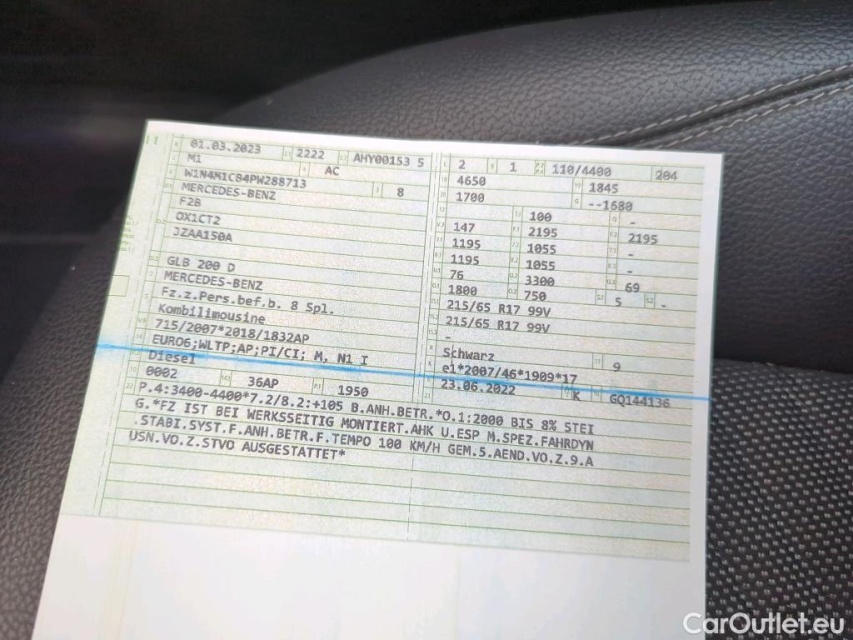 01.03.2023 2222 AHY00153 5
M1 AC
W1N4M1CB4PW288713 8
MERCEDES-BENZ
F2B
OX1CT2
JZAA150A
GLB 200 D
MERCEDES-BENZ
Fz.z.Pers.bef.b. 8 Spl.
Kombilimousine
715/2007*2018/1832AP
EURO6;WLTP;AP;PI/CI; M, N1 I
Diesel
0002 36AP 1950
2 1 110/4400 204
4650 1845
1700 --1680
100 -
147 2195 2195
1195 1055 -
1195 1055 -
76 3300 69
1800 750 5 -
215/65 R17 99V
215/65 R17 99V
-
Schwarz 9
e1*2007/46*1909*17
23.06.2022 K GQ144136
P.4:3400-4400*7.2/8.2:+105 B.ANH.BETR.*O.1:2000 BIS 8% STEI
G.*FZ IST BEI WERKSSEITIG MONTIERT.AHK U.ESP M.SPEZ.FAHRDYN
.STABI.SYST.F.ANH.BETR.F.TEMPO 100 KM/H GEM.5.AEND.VO.Z.9.A
USN.VO.Z.STVO AUSGESTATTET*
CarOutlet.eu